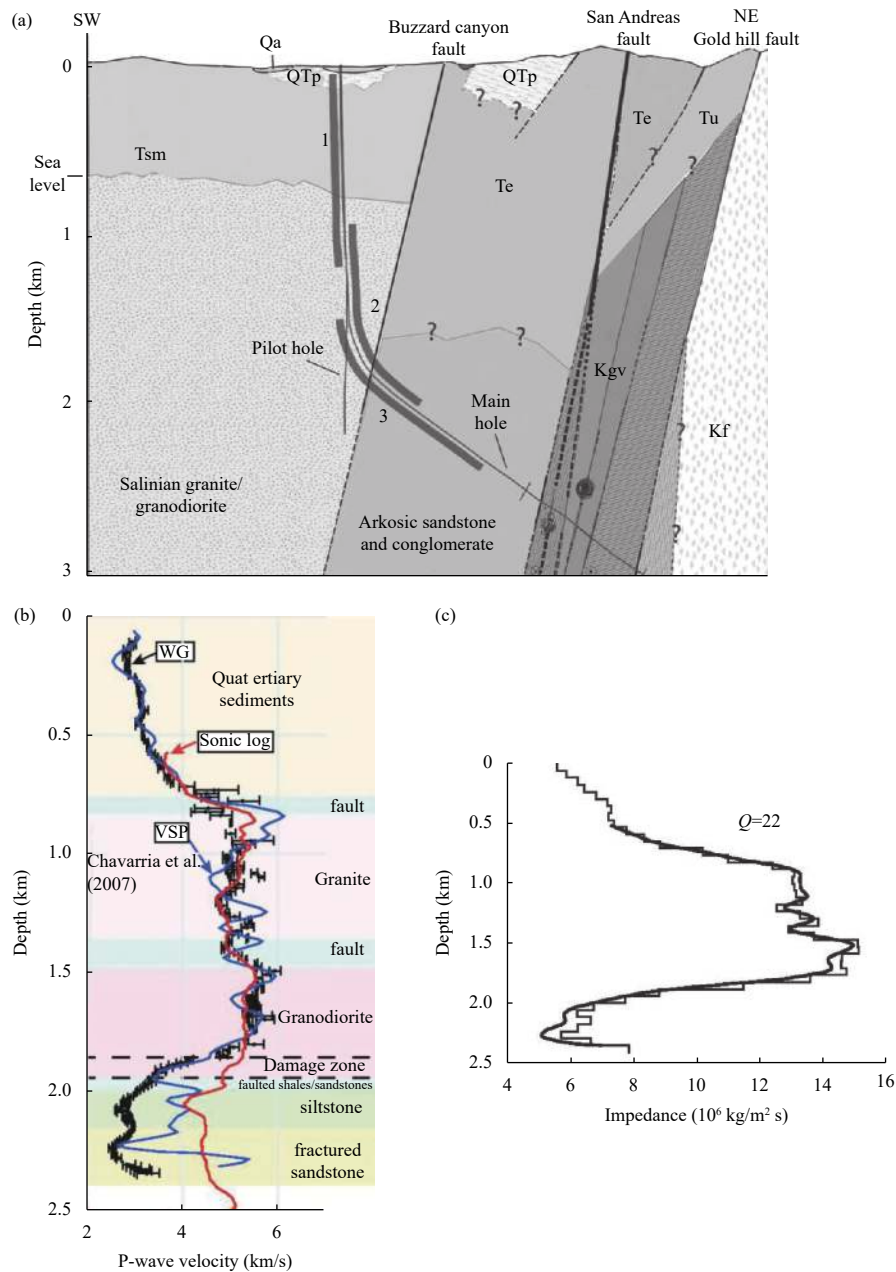 (a)
SW
Buzzard canyon
fault
San Andreas
fault
NE
Gold hill fault
Qa
QTp
QTp
0
1
Te
Tu
?
?
?
?
Tsm
Te
Sea
level
1
2
?
?
Depth (km)
Pilot hole
3
Kgv
Main
hole
2
?
Kf
Salinian granite/
granodiorite
Arkosic sandstone
and conglomerate
?
3
(b)
0
WG
Quat ertiary
sediments
0.5
Sonic log
fault
VSP
Chavarria et al.
(2007)
1.0
Granite
fault
1.5
Granodiorite
Damage zone
faulted shales/sandstones
2.0
siltstone
fractured
sandstone
2.5
2
4
6
Depth (km)
P-wave velocity (km/s)
(c)
0
Q=22
0.5
1.0
1.5
2.0
2.5
Depth (km)
4
6
8
10
12
14
16
Impedance (10⁶ kg/m² s)